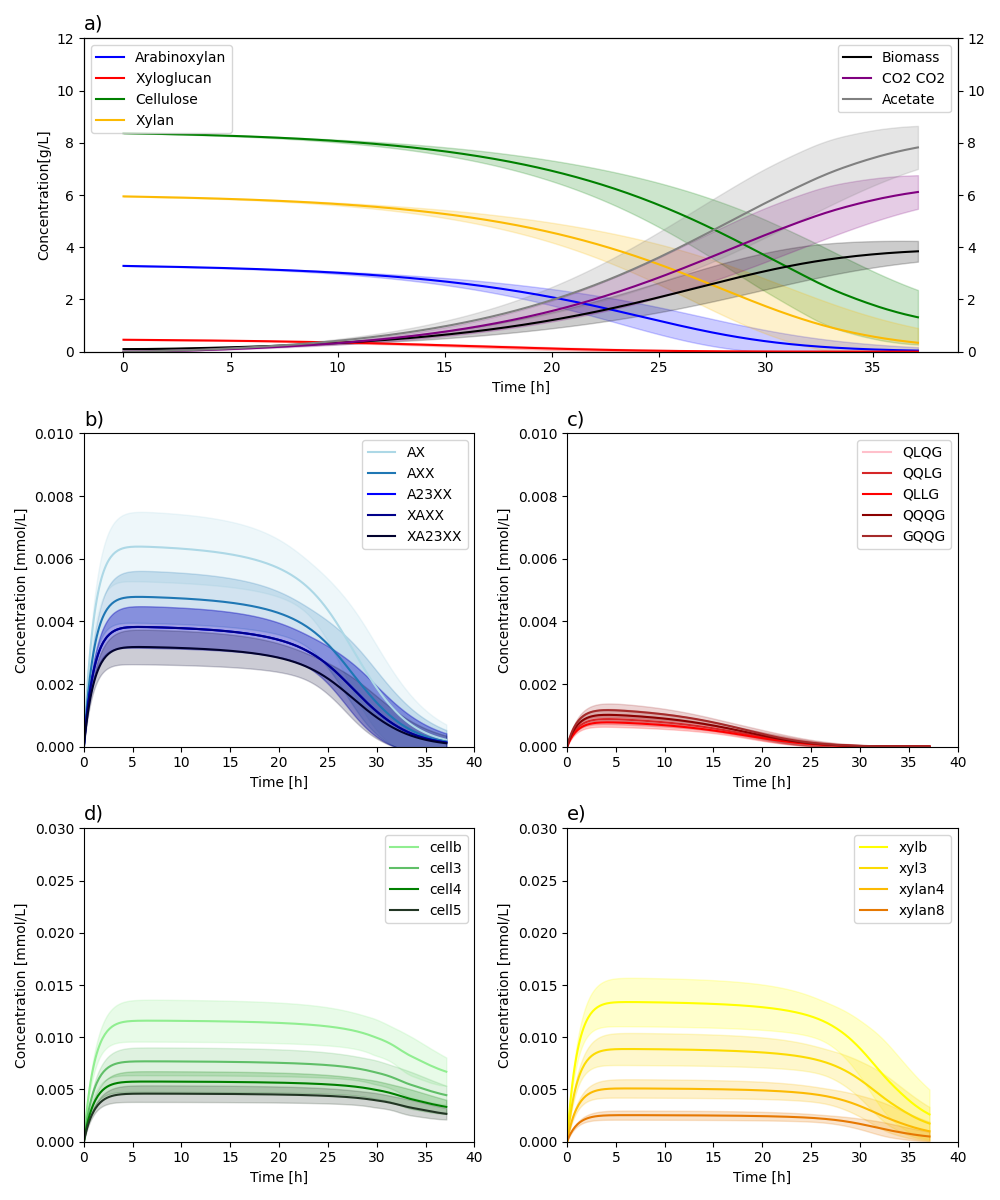 a)
12 12
Arabinoxylan Biomass
Xyloglucan CO2 CO2
10 Cellulose Acetate 10
Xylan
8 8
Concentration[g/L]
6 6
4 4
2 2
0 0
0 5 10 15 20 25 30 35
Time [h]
b)
0.010
AX
AXX
0.008 A23XX
XAXX
XA23XX
0.006
Concentration [mmol/L]
0.004
0.002
0.000
0 5 10 15 20 25 30 35 40
Time [h]
c)
0.010
QLQG
QQLG
0.008 QLLG
QQQG
GQQG
0.006
Concentration [mmol/L]
0.004
0.002
0.000
0 5 10 15 20 25 30 35 40
Time [h]
d)
0.030
cellb
cell3
0.025 cell4
cell5
0.020
Concentration [mmol/L]
0.015
0.010
0.005
0.000
0 5 10 15 20 25 30 35 40
Time [h]
e)
0.030
xylb
xyl3
0.025 xylan4
xylan8
0.020
Concentration [mmol/L]
0.015
0.010
0.005
0.000
0 5 10 15 20 25 30 35 40
Time [h]